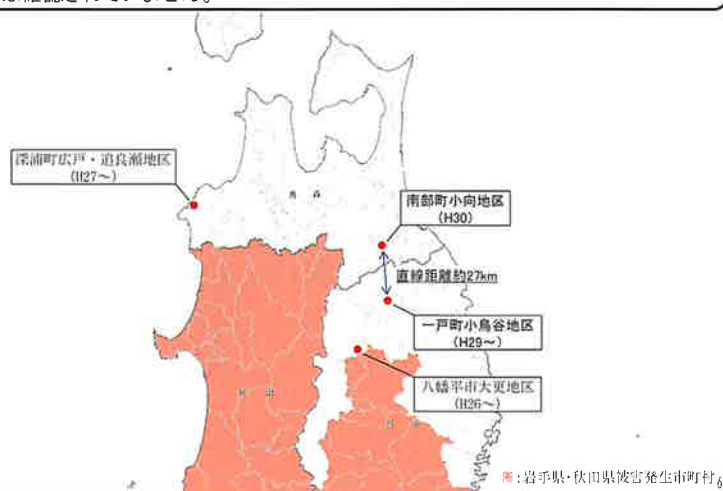 深浦町広戸・追良瀬地区
(H27～)
青 森
南部町小向地区
(H30)
直線距離約27km
一戸町小鳥谷地区
(H29～)
八幡平市大更地区
(H26～)
:岩手県・秋田県被害発生市町村
6